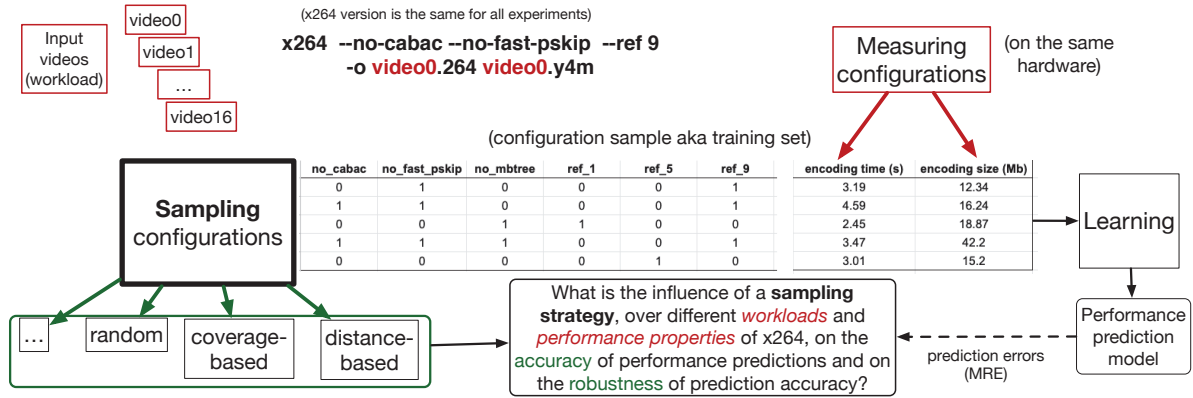 (x264 version is the same for all experiments)
Input
videos
(workload)
video0
video1
...
video16
x264 --no-cabac --no-fast-pskip --ref 9
-o video0.264 video0.y4m
Measuring
configurations
(on the same
hardware)
(configuration sample aka training set)
Sampling
configurations
no_cabac no_fast_pskip no_mbtree ref_1 ref_5 ref_9 encoding time (s) encoding size (Mb)
0 1 0 0 0 1 3.19 12.34
1 1 0 0 0 1 4.59 16.24
0 0 1 1 0 0 2.45 18.87
1 1 1 0 0 1 3.47 42.2
0 0 0 0 1 0 3.01 15.2
Learning
...
random
coverage-
based
distance-
based
What is the influence of a sampling
strategy, over different workloads and
performance properties of x264, on the
accuracy of performance predictions and on
the robustness of prediction accuracy?
prediction errors
(MRE)
Performance
prediction
model